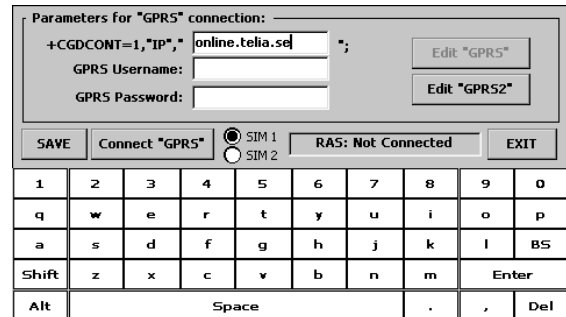 Parameters for "GPRS" connection:
+CGDCONT=1,"IP"," online.telia.se ";
Edit "GPRS"
GPRS Username:
GPRS Password:
Edit "GPRS2"
SAVE Connect "GPRS" SIM 1 SIM 2 RAS: Not Connected EXIT
1 2 3 4 5 6 7 8 9 0
q w e r t y u i o p
a s d f g h j k l BS
Shift z x c v b n m Enter
Alt Space . , Del